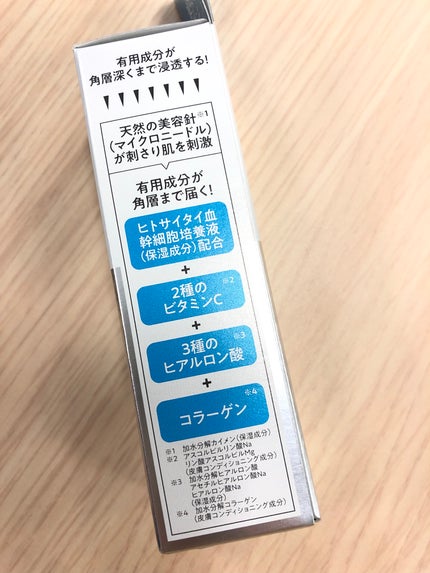 有用成分が
角層深くまで浸透する!
天然の美容針※1
(マイクロニードル)
が刺さり肌を刺激
有用成分が
角層まで届く!
ヒトサイタイ血
幹細胞培養液
(保湿成分)配合
+
2種の※2
ビタミンC
+
3種の※3
ヒアルロン酸
+
コラーゲン※4
※1 加水分解カイメン(保湿成分)
※2 アスコルビルリン酸Na
リン酸アスコルビルMg
(皮膚コンディショニング成分)
※3 加水分解ヒアルロン酸
アセチルヒアルロン酸Na
ヒアルロン酸Na
(保湿成分)
※4 加水分解コラーゲン
(皮膚コンディショニング成分)